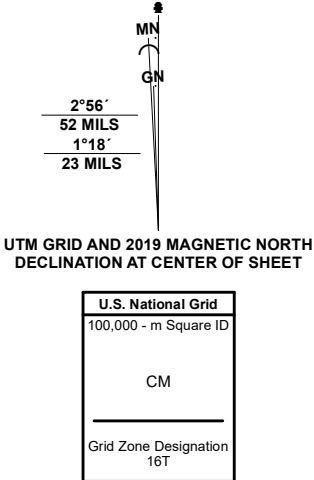 MN
GN
2°56´
52 MILS
1°18´
23 MILS
UTM GRID AND 2019 MAGNETIC NORTH
DECLINATION AT CENTER OF SHEET
U.S. National Grid
100,000 - m Square ID
CM
Grid Zone Designation
16T